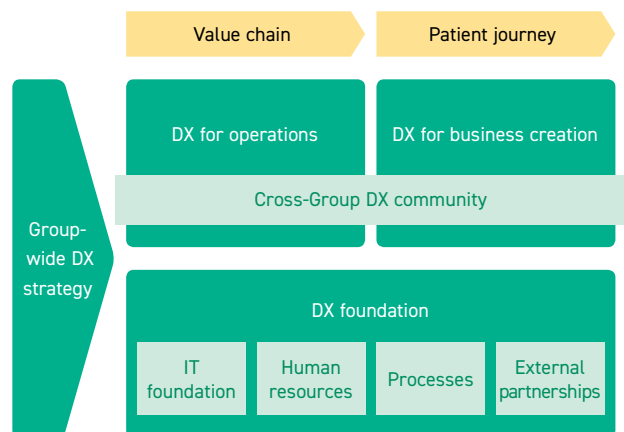 Value chain
Patient journey
DX for operations
DX for business creation
Cross-Group DX community
Group-
wide DX
strategy
DX foundation
IT
foundation
Human
resources
Processes
External
partnerships